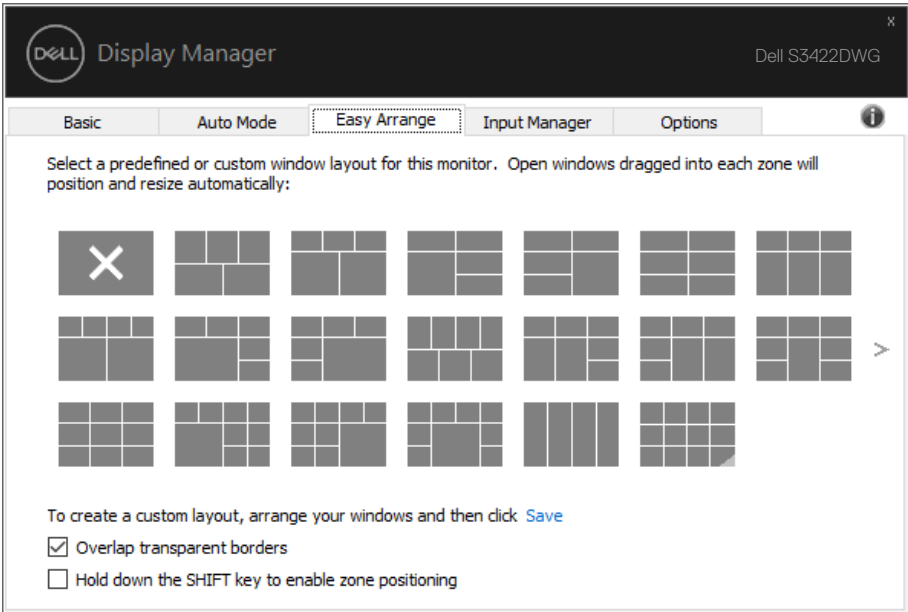 x
DELL Display Manager
Dell S3422DWG
Basic Auto Mode Easy Arrange Input Manager Options i
Select a predefined or custom window layout for this monitor. Open windows dragged into each zone will
position and resize automatically:
>
To create a custom layout, arrange your windows and then click Save
Overlap transparent borders
Hold down the SHIFT key to enable zone positioning